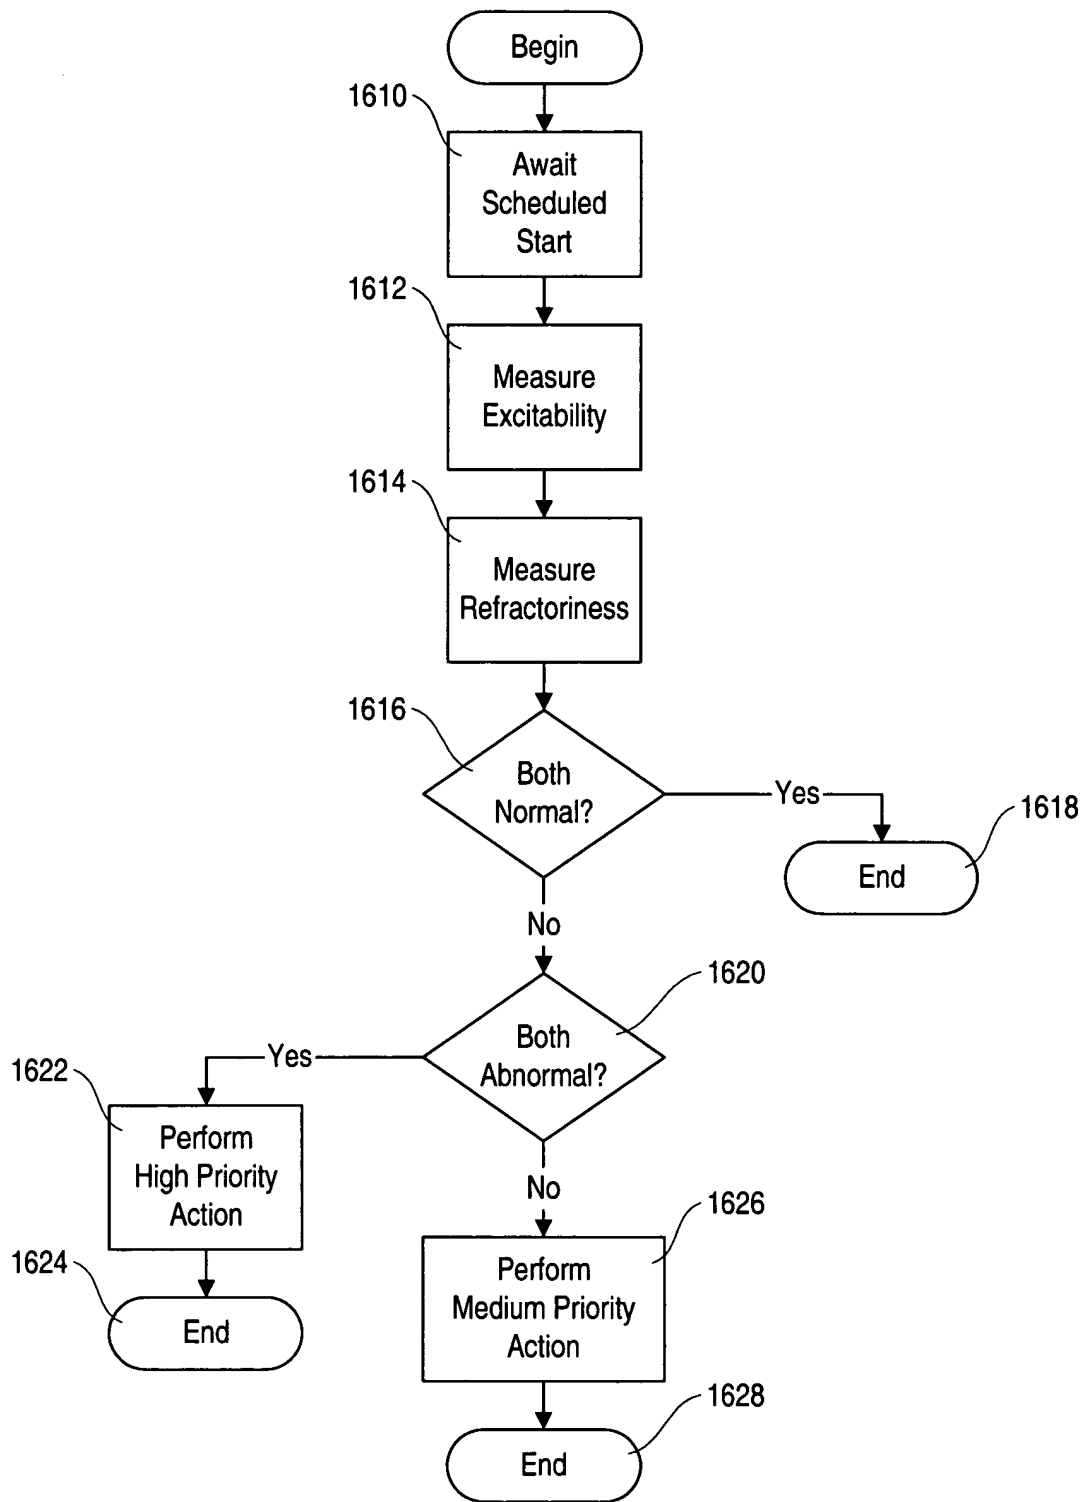 Begin
1610
Await
Scheduled
Start
1612
Measure
Excitability
1614
Measure
Refractoriness
1616
Both
Normal?
Yes
1618
End
No
1620
Both
Abnormal?
Yes
1622
Perform
High Priority
Action
No
1626
Perform
Medium Priority
Action
1624
End
1628
End